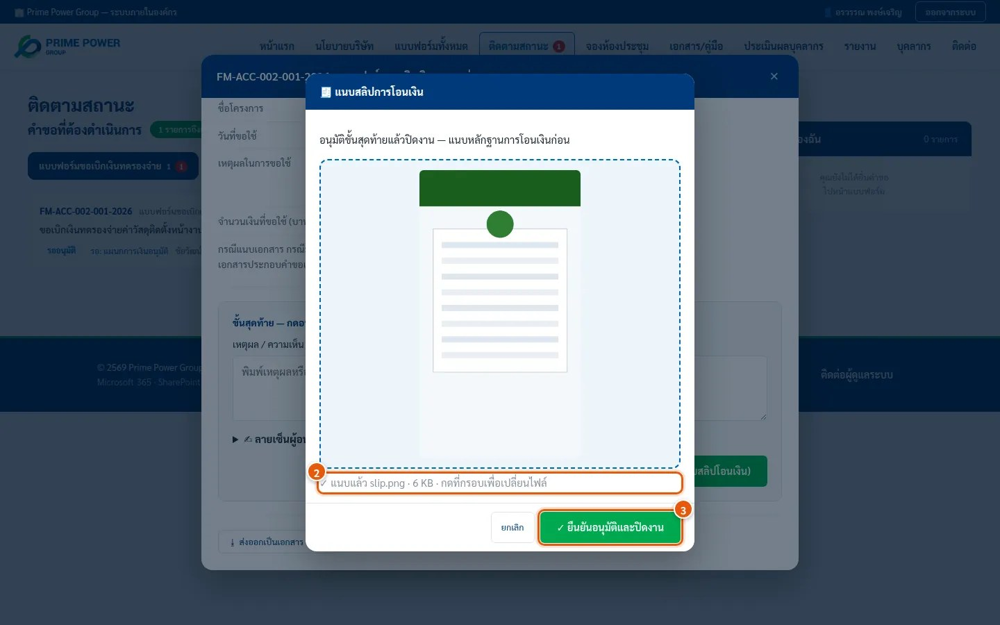 Prime Power Group — ระบบภายในองค์กร
อรวรรณ พงษ์เจริญ
ออกจากระบบ
PRIME POWER
GROUP
หน้าแรก
นโยบายบริษัท
แบบฟอร์มทั้งหมด
ติดตามสถานะ 1
จองห้องประชุม
เอกสาร/คู่มือ
ประเมินผลบุคลากร
รายงาน
บุคลากร
ติดต่อ
FM-ACC-002-001-2
×
🧾 แนบสลิปการโอนเงิน
ติดตามสถานะ
คำขอที่ต้องดำเนินการ
1 รายการถึง
แบบฟอร์มขอเบิกเงินทดรองจ่าย 1 1
FM-ACC-002-001-2026 แบบฟอร์มขอเบิก
ขอเบิกเงินทดรองจ่ายค่าวัสดุติดตั้งหน้างาน
รออนุมัติ
รอ: แผนกการเงินอนุมัติ
ชัยวัฒน์
ชื่อโครงการ
วันที่ขอใช้
เหตุผลในการขอใช้
จำนวนเงินที่ขอใช้ (บาท
กรณีแนบเอกสาร
เอกสารประกอบคำขอ
อนุมัติขั้นสุดท้ายแล้วปิดงาน — แนบหลักฐานการโอนเงินก่อน
องฉัน
0 รายการ
คุณยังไม่ได้ยื่นคำขอ
ไปหน้าแบบฟอร์ม
ขั้นสุดท้าย — กดอ
เหตุผล / ความเห็น
พิมพ์เหตุผลหรื
▶ ✍ ลายเซ็นผู้อ
บสลิปโอนเงิน)
2
✓ แนบแล้ว slip.png · 6 KB · กดที่กรอบเพื่อเปลี่ยนไฟล์
3
ยกเลิก
✓ ยืนยันอนุมัติและปิดงาน
⭳ ส่งออกเป็นเอกสาร
© 2569 Prime Power Group
Microsoft 365 · SharePoint
ติดต่อผู้ดูแลระบบ